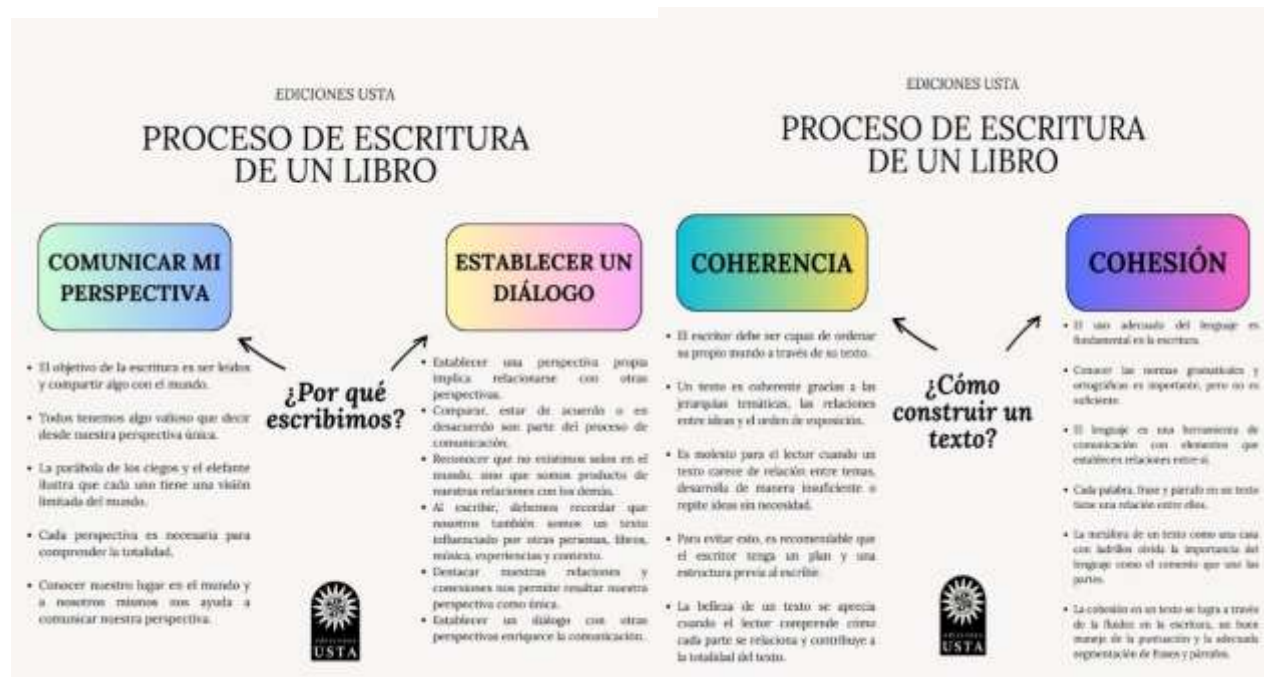 EDICIONES USTA
PROCESO DE ESCRITURA
DE UN LIBRO
COMUNICAR MI
PERSPECTIVA
• El objetivo de la escritura es ser leídos
y compartir algo con el mundo.
• Todos tenemos algo valioso que decir
desde nuestra perspectiva única.
• La parábola de los ciegos y el elefante
ilustra que cada uno tiene una visión
limitada del mundo.
• Cada perspectiva es necesaria para
comprender la totalidad.
• Conocer nuestro lugar en el mundo y
a nosotros mismos nos ayuda a
comunicar nuestra perspectiva.
¿Por qué
escribimos?
ESTABLECER UN
DIÁLOGO
• Establecer una perspectiva propia
implica relacionarse con otras
perspectivas.
• Comparar, estar de acuerdo o en
desacuerdo son parte del proceso de
comunicación.
• Reconocer que no existimos solos en el
mundo, sino que somos producto de
nuestras relaciones con los demás.
• Al escribir, debemos recordar que
nosotros también somos un texto
influenciado por otras personas, libros,
música, experiencias y contexto.
• Destacar nuestras relaciones y
conexiones nos permite resaltar nuestra
perspectiva como única.
• Establecer un diálogo con otras
perspectivas enriquece la comunicación.
EDICIONES
USTA
EDICIONES USTA
PROCESO DE ESCRITURA
DE UN LIBRO
COHERENCIA
• El escritor debe ser capaz de ordenar
su propio mundo a través de su texto.
• Un texto es coherente gracias a las
jerarquías temáticas, las relaciones
entre ideas y el orden de exposición.
• Es molesto para el lector cuando un
texto carece de relación entre temas,
desarrolla de manera insuficiente o
repite ideas sin necesidad.
• Para evitar esto, es recomendable que
el escritor tenga un plan y una
estructura previa al escribir.
• La belleza de un texto se aprecia
cuando el lector comprende cómo
cada parte se relaciona y contribuye a
la totalidad del texto.
¿Cómo
construir un
texto?
COHESIÓN
• El uso adecuado del lenguaje es
fundamental en la escritura.
• Conocer las normas gramaticales y
ortográficas es importante, pero no es
suficiente.
• El lenguaje es una herramienta de
comunicación con elementos que
establecen relaciones entre sí.
• Cada palabra, frase y párrafo en un texto
tiene una relación entre ellos.
• La metáfora de un texto como una casa
con ladrillos olvida la importancia del
lenguaje como el cemento que une las
partes.
• La cohesión en un texto se logra a través
de la fluidez en la escritura, un buen
manejo de la puntuación y la adecuada
segmentación de frases y párrafos.
EDICIONES
USTA